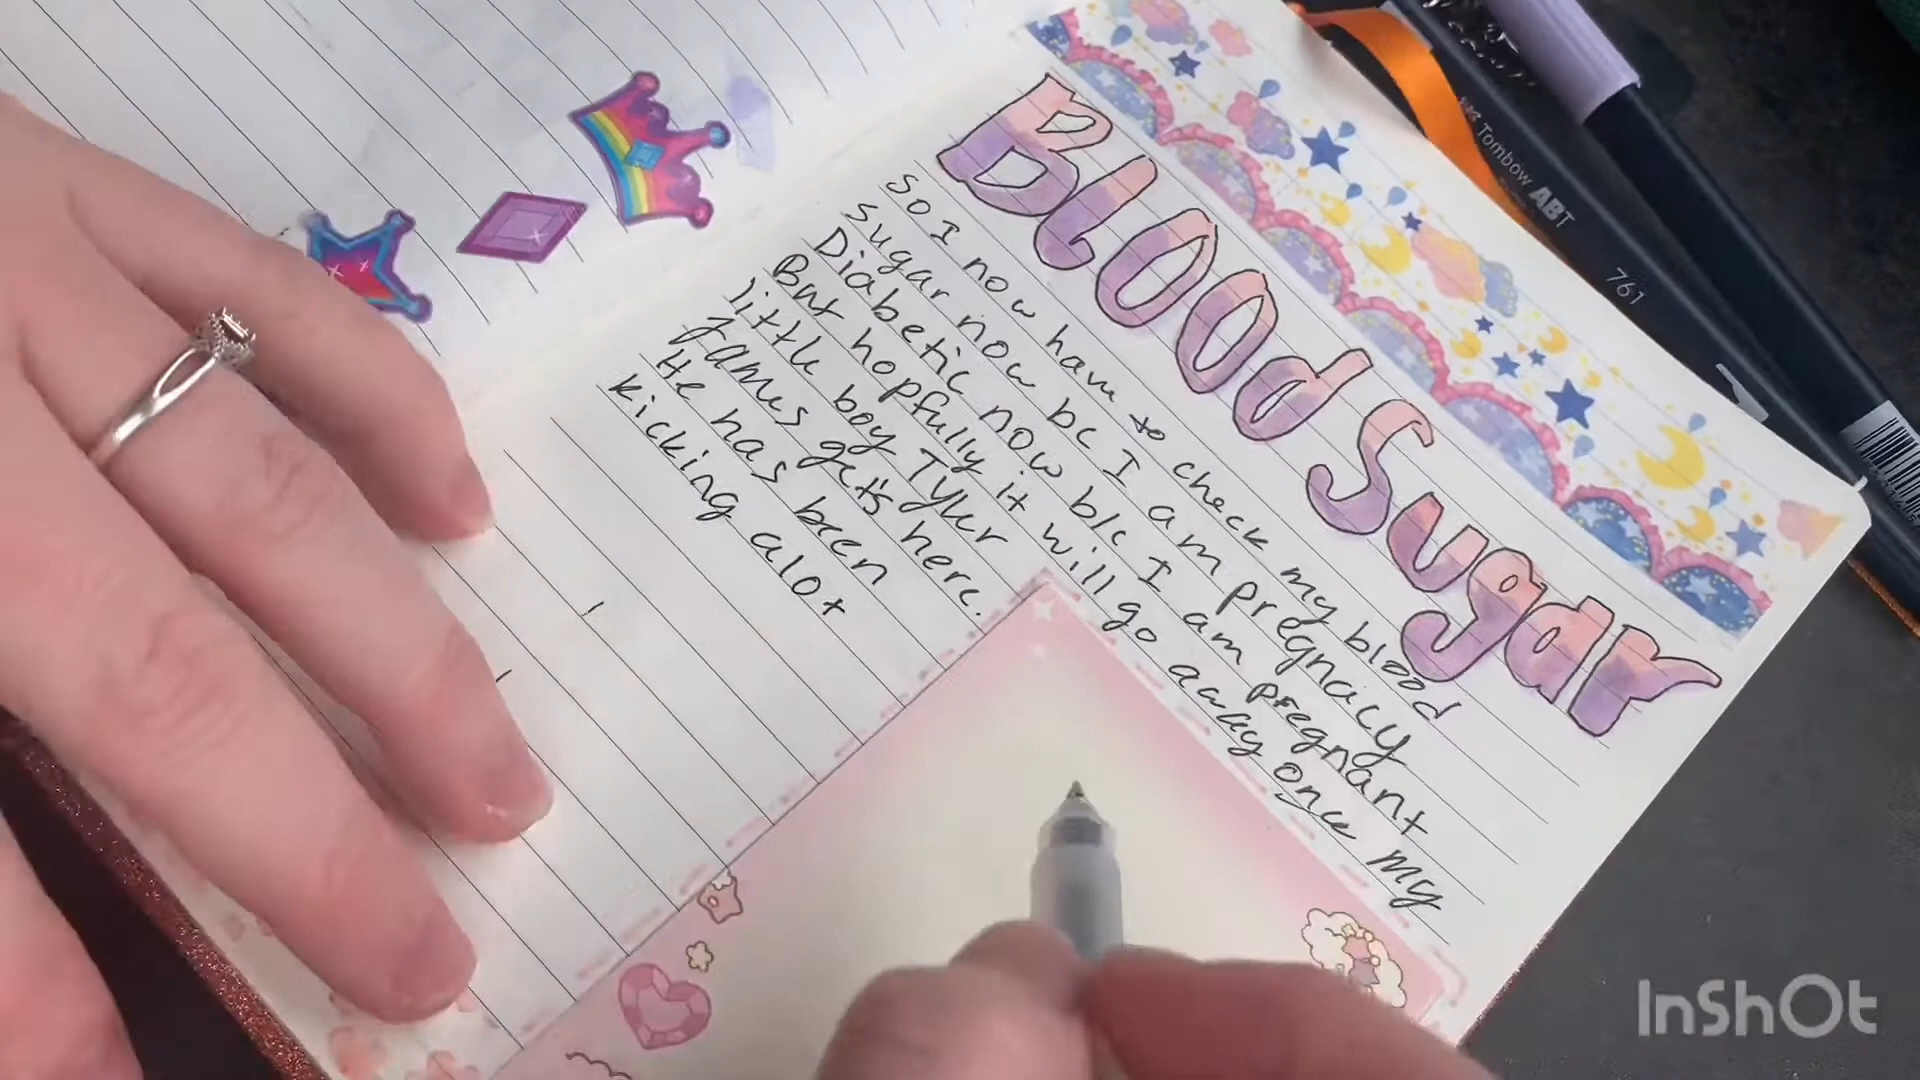 Blood Sugar
So I now have to check my blood
sugar now bc I am pregnacy
Diabetic now b/c I am pregnant
But hopfully it will go away once my
little boy Tyler
James get's here.
He has been
kicking alot
Tombow ABT
761
InShOt